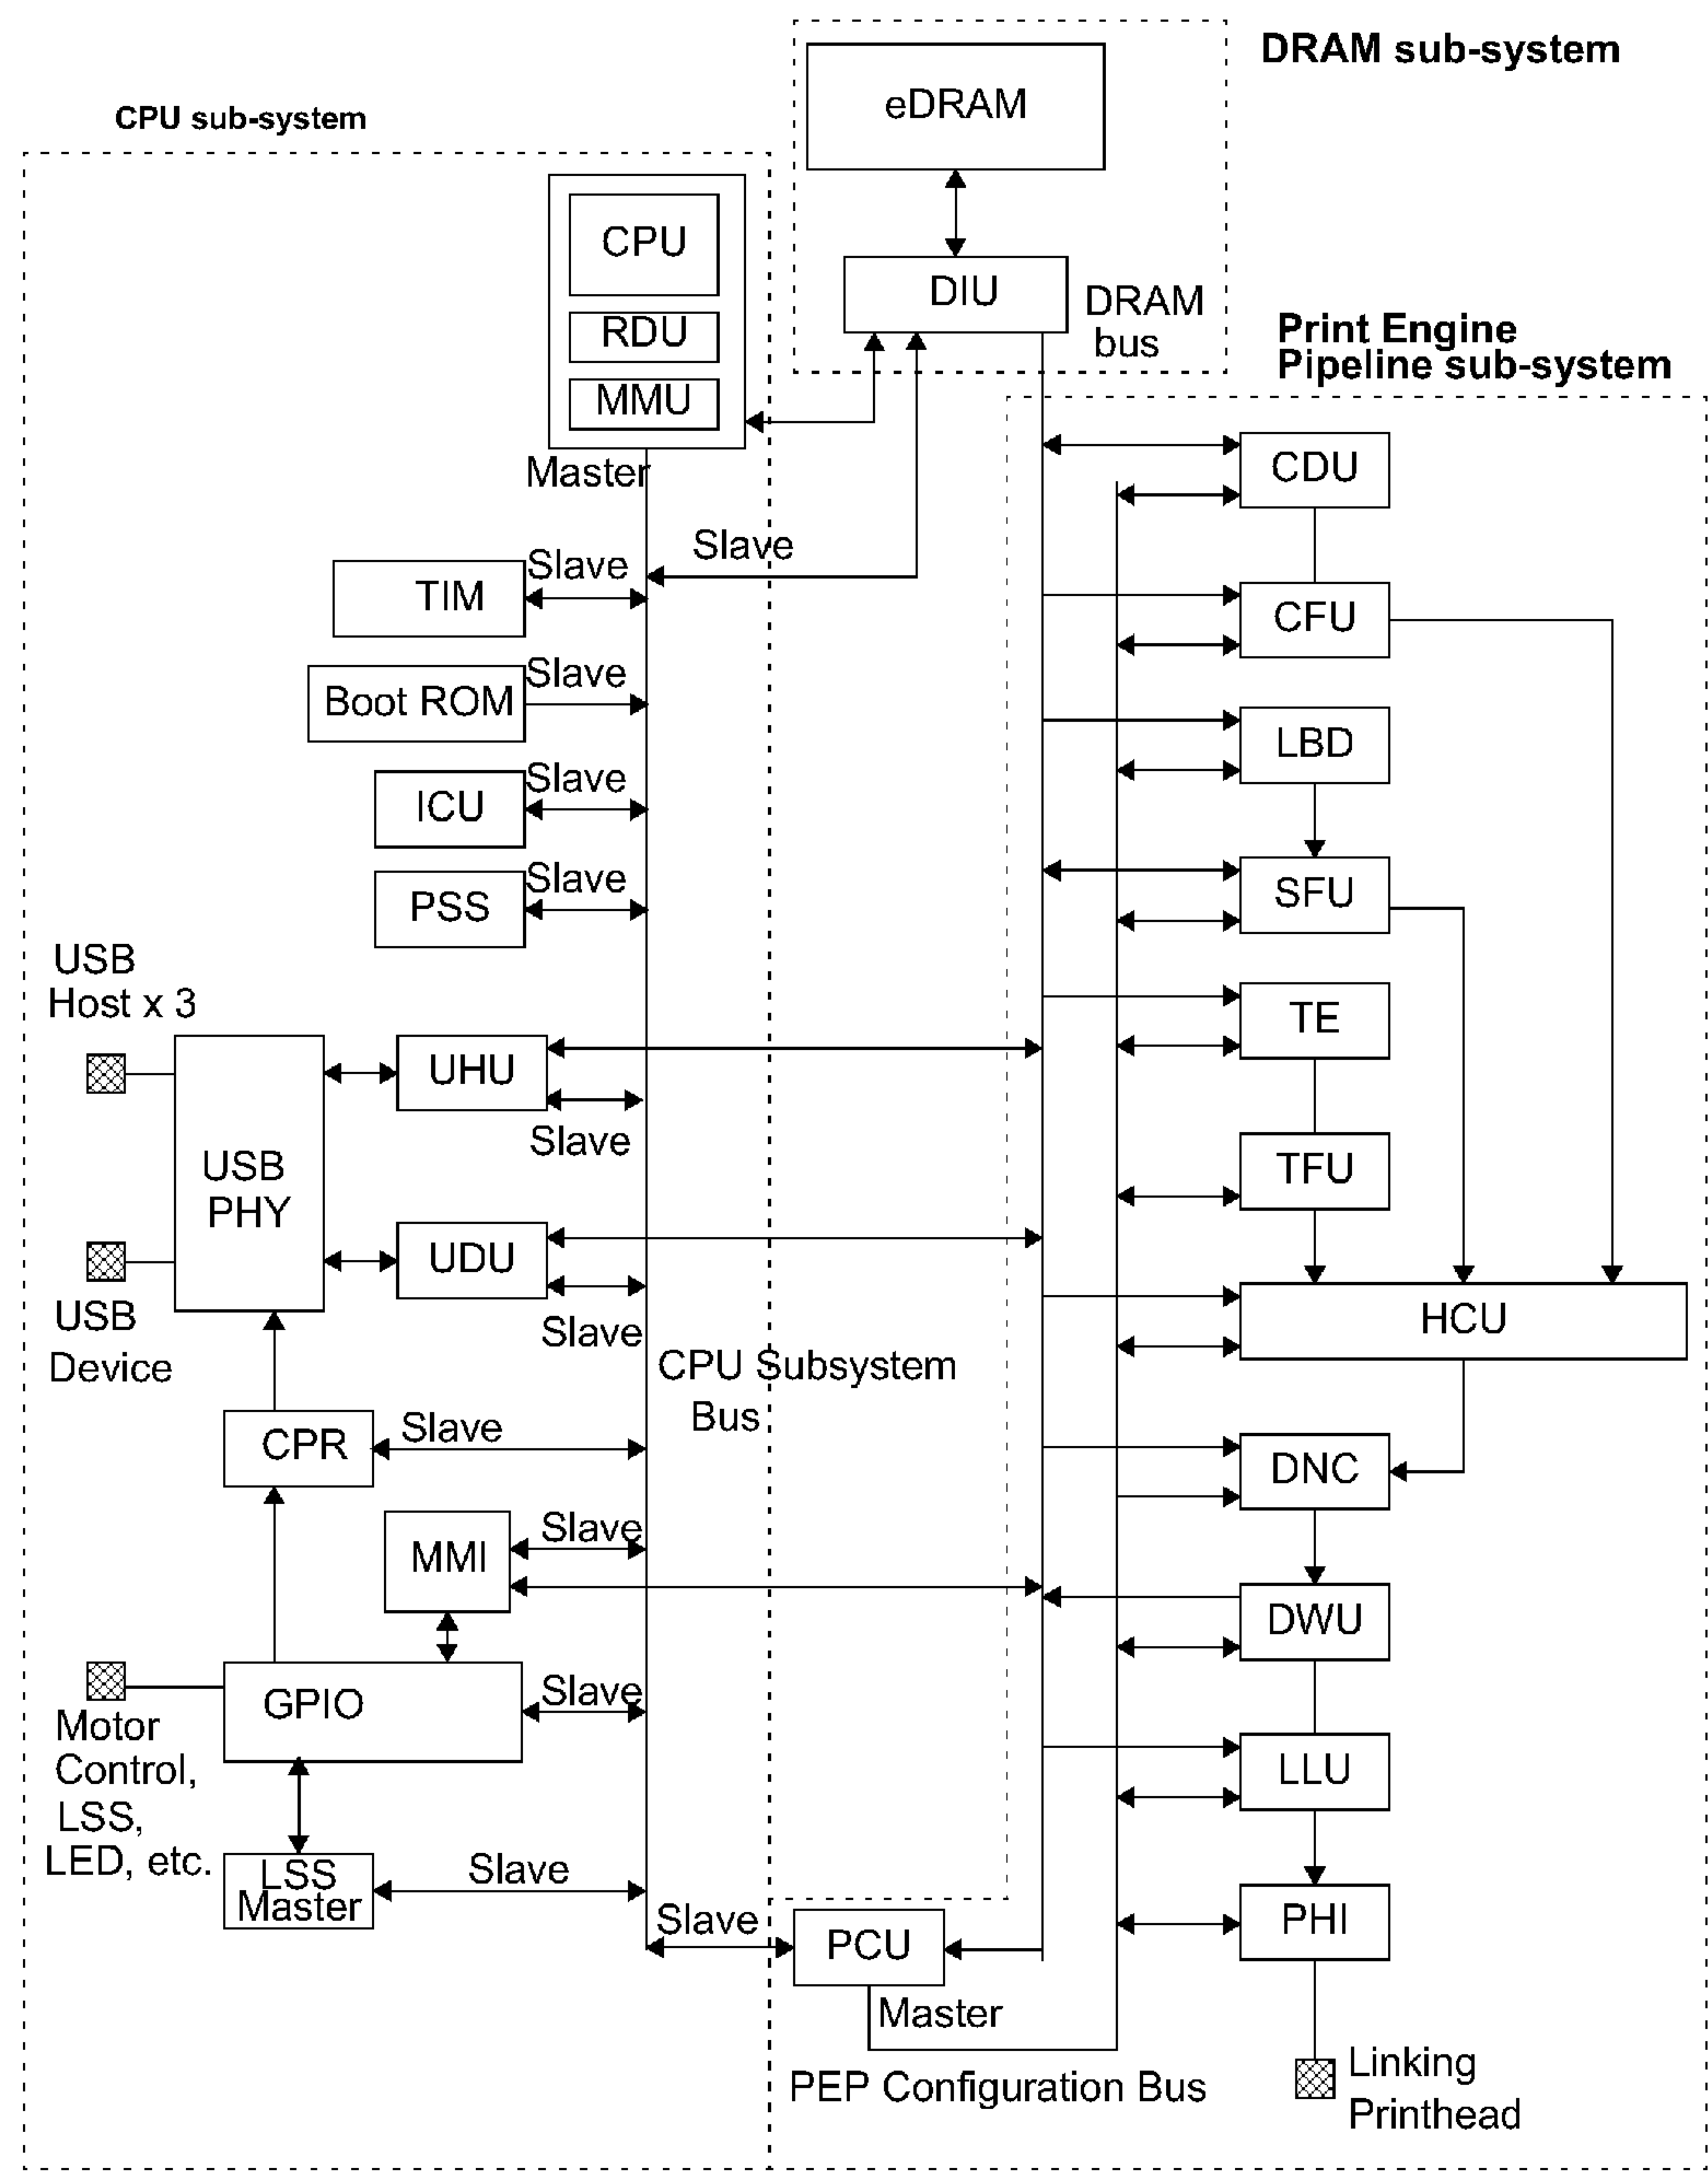 DRAM sub-system
eDRAM
CPU sub-system
CPU
RDU
MMU
Master
DIU
DRAM
bus
Print Engine
Pipeline sub-system
Slave
TIM
Slave
Boot ROM
Slave
ICU
Slave
PSS
Slave
USB
Host x 3
UHU
Slave
USB
PHY
UDU
Slave
USB
Device
CPU Subsystem
Bus
CPR
Slave
MMI
Slave
GPIO
Slave
Motor
Control,
LSS,
LED, etc.
LSS
Master
Slave
Slave
PCU
Master
PEP Configuration Bus
CDU
CFU
LBD
SFU
TE
TFU
HCU
DNC
DWU
LLU
PHI
Linking
Printhead